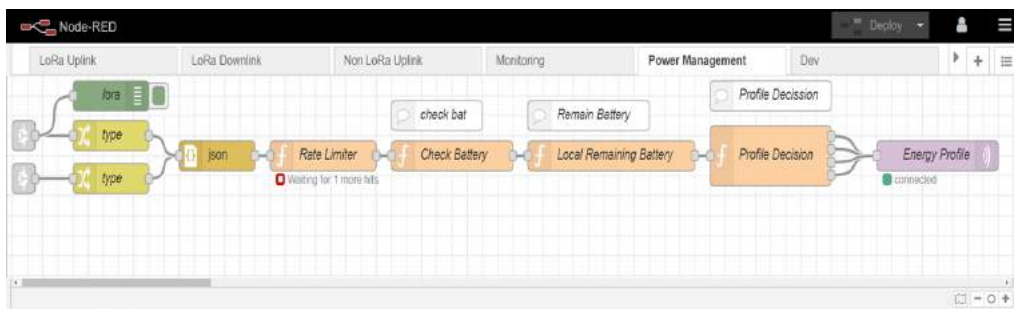 Node-RED
Deploy
LoRa Uplink
LoRa Downlink
Non LoRa Uplink
Monitoring
Power Management
Dev
/lora
check bat
Remain Battery
Profile Decission
type
json
Rate Limiter
Check Battery
Local Remaining Battery
Profile Decision
Energy Profile
type
Waiting for 1 more hits
connected